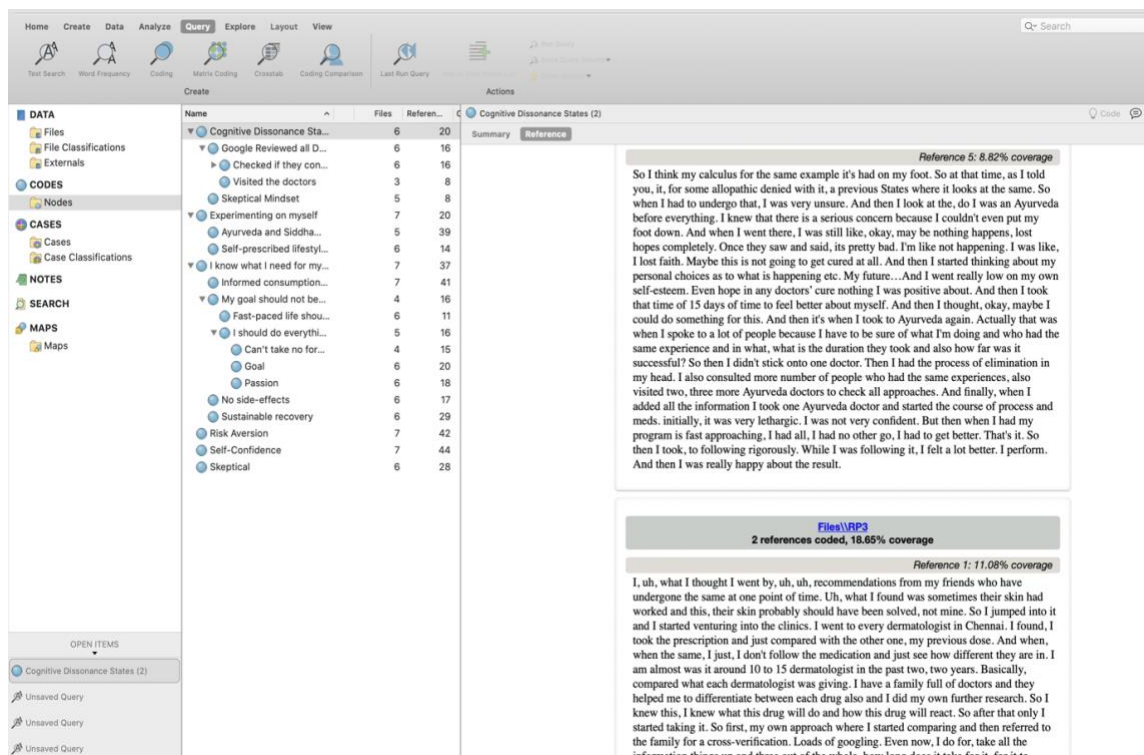 Home Create Data Analyze Query Explore Layout View
Search
Text Search Word Frequency Coding Matrix Coding Crosstab Coding Comparison Last Run Query
Run Query
Create Actions
DATA
Files
File Classifications
Externals
CODES
Nodes
CASES
Cases
Case Classifications
NOTES
SEARCH
MAPS
Maps
OPEN ITEMS
Cognitive Dissonance States (2)
Unsaved Query
Unsaved Query
Unsaved Query
Name Files Referen... C
Cognitive Dissonance Sta... 6 20
Google Reviewed all D... 6 16
Checked if they con... 6 16
Visited the doctors 3 8
Skeptical Mindset 5 8
Experimenting on myself 7 20
Ayurveda and Siddha... 5 39
Self-prescribed lifestyl... 6 14
I know what I need for my... 7 37
Informed consumption... 7 41
My goal should not be... 4 16
Fast-paced life shou... 6 11
I should do everythi... 5 16
Can't take no for... 4 15
Goal 6 20
Passion 6 18
No side-effects 6 17
Sustainable recovery 6 29
Risk Aversion 7 42
Self-Confidence 7 44
Skeptical 6 28
Cognitive Dissonance States (2)
Code
Summary Reference
Reference 5: 8.82% coverage
So I think my calculus for the same example it's had on my foot. So at that time, as I told
you, it, for some allopathic denied with it, a previous States where it looks at the same. So
when I had to undergo that, I was very unsure. And then I look at the, do I was an Ayurveda
before everything. I knew that there is a serious concern because I couldn't even put my
foot down. And when I went there, I was still like, okay, may be nothing happens, lost
hopes completely. Once they saw and said, its pretty bad. I'm like not happening. I was like,
I lost faith. Maybe this is not going to get cured at all. And then I started thinking about my
personal choices as to what is happening etc. My future…And I went really low on my own
self-esteem. Even hope in any doctors' cure nothing I was positive about. And then I took
that time of 15 days of time to feel better about myself. And then I thought, okay, maybe I
could do something for this. And then it's when I took to Ayurveda again. Actually that was
when I spoke to a lot of people because I have to be sure of what I'm doing and who had the
same experience and in what, what is the duration they took and also how far was it
successful? So then I didn't stick onto one doctor. Then I had the process of elimination in
my head. I also consulted more number of people who had the same experiences, also
visited two, three more Ayurveda doctors to check all approaches. And finally, when I
added all the information I took one Ayurveda doctor and started the course of process and
meds. initially, it was very lethargic. I was not very confident. But then when I had my
program is fast approaching, I had all, I had no other go, I had to get better. That's it. So
then I took, to following rigorously. While I was following it, I felt a lot better. I perform.
And then I was really happy about the result.
Files\\RP3
2 references coded, 18.65% coverage
Reference 1: 11.08% coverage
I, uh, what I thought I went by, uh, uh, recommendations from my friends who have
undergone the same at one point of time. Uh, what I found was sometimes their skin had
worked and this, their skin probably should have been solved, not mine. So I jumped into it
and I started venturing into the clinics. I went to every dermatologist in Chennai. I found, I
took the prescription and just compared with the other one, my previous dose. And when,
when the same, I just, I don't follow the medication and just see how different they are in. I
am almost was it around 10 to 15 dermatologist in the past two, two years. Basically,
compared what each dermatologist was giving. I have a family full of doctors and they
helped me to differentiate between each drug also and I did my own further research. So I
knew this, I knew what this drug will do and how this drug will react. So after that only I
started taking it. So first, my own approach where I started comparing and then referred to
the family for a cross-verification. Loads of googling. Even now, I do for, take all the